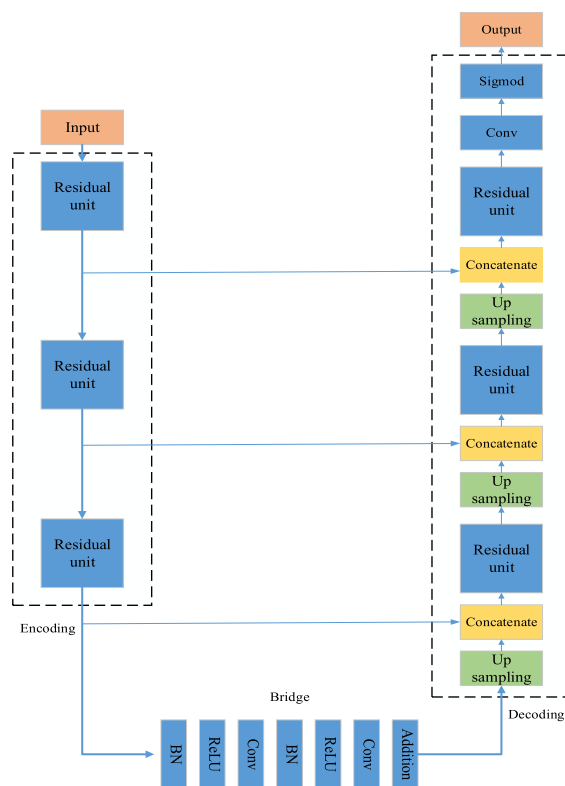 Input
Residual
unit
Residual
unit
Residual
unit
Encoding
Bridge
BN
ReLU
Conv
BN
ReLU
Conv
Addition
Output
Sigmod
Conv
Residual
unit
Concatenate
Up
sampling
Residual
unit
Concatenate
Up
sampling
Residual
unit
Concatenate
Up
sampling
Decoding